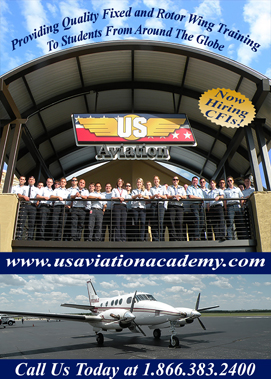 Providing Quality Fixed and Rotor Wing Training
To Students From Around The Globe
Now
Hiring
CFIs!
US
Aviation
www.usaviationacademy.com
Call Us Today at 1.866.383.2400